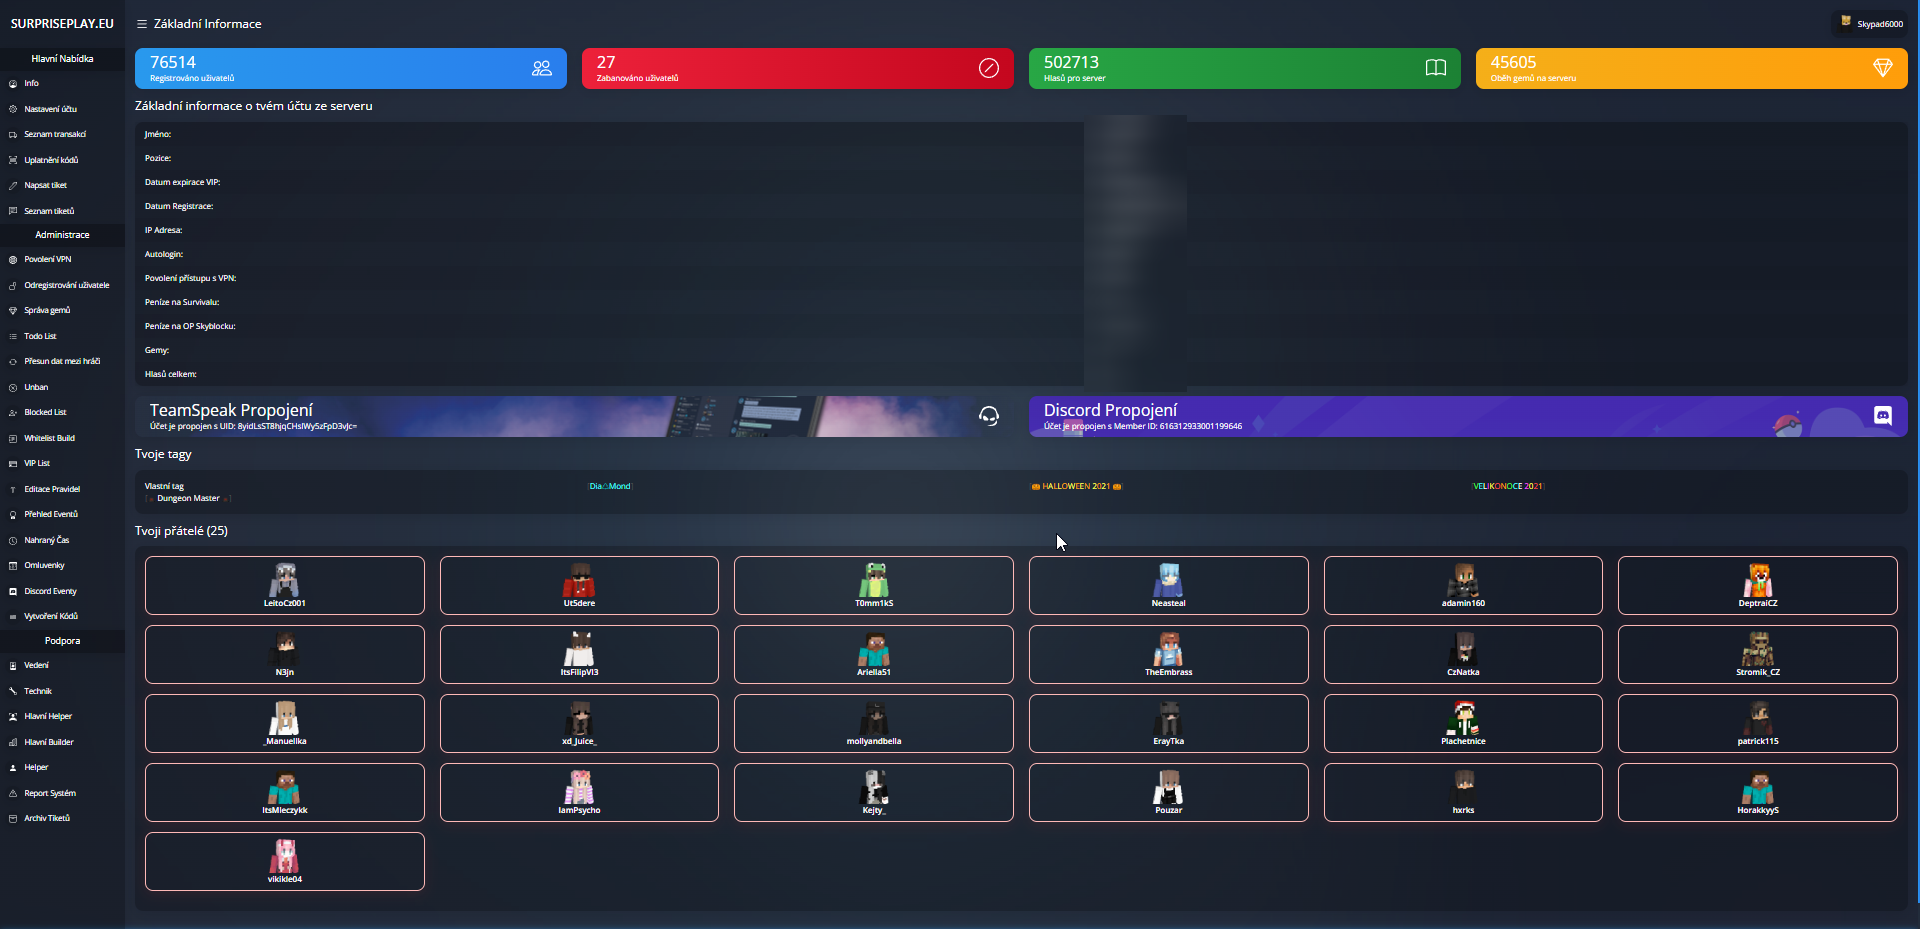 SURPRISEPLAY.EU
Základní Informace
Skypad6000
Hlavní Nabídka
Info
Nastavení účtu
Seznam transakcí
Uplatnění kódů
Napsat tiket
Seznam tiketů
Administrace
Povolení VPN
Odregistrování uživatele
Správa gemů
Todo List
Přesun dat mezi hráči
Unban
Blocked List
Whitelist Build
VIP List
Editace Pravidel
Přehled Eventů
Nahraný Čas
Omluvenky
Discord Eventy
Vytvoření Kódů
Podpora
Vedení
Technik
Hlavní Helper
Hlavní Builder
Helper
Report Systém
Archiv Tiketů
76514
Registrováno uživatelů
27
Zabanováno uživatelů
502713
Hlasů pro server
45605
Oběh gemů na serveru
Základní informace o tvém účtu ze serveru
Jméno:
Pozice:
Datum expirace VIP:
Datum Registrace:
IP Adresa:
Autologin:
Povolení přístupu s VPN:
Peníze na Survivalu:
Peníze na OP Skyblocku:
Gemy:
Hlasů celkem:
TeamSpeak Propojení
Účet je propojen s UID:
Discord Propojení
Účet je propojen s Member ID: 616312933001199646
Tvoje tagy
Vlastní tag
Dungeon Master
Dia△Mond
HALLOWEEN 2021
VELIKONOCE 2021
Tvoji přátelé (25)
LeitoCz001
UtSdere
T0mm1kS
Neasteal
adamin160
DeptraiCZ
N3jn
ItsFilipVI3
Ariella51
TheEmbrass
CzNatka
Stromik_CZ
_Manuellka
xd_Juice_
mollyandbella
ErayTka
Plachetnice
patrick115
ItsMleczykk
IamPsycho
Kejty_
Pouzar
hxrks
HorakkyyS
vikikle04